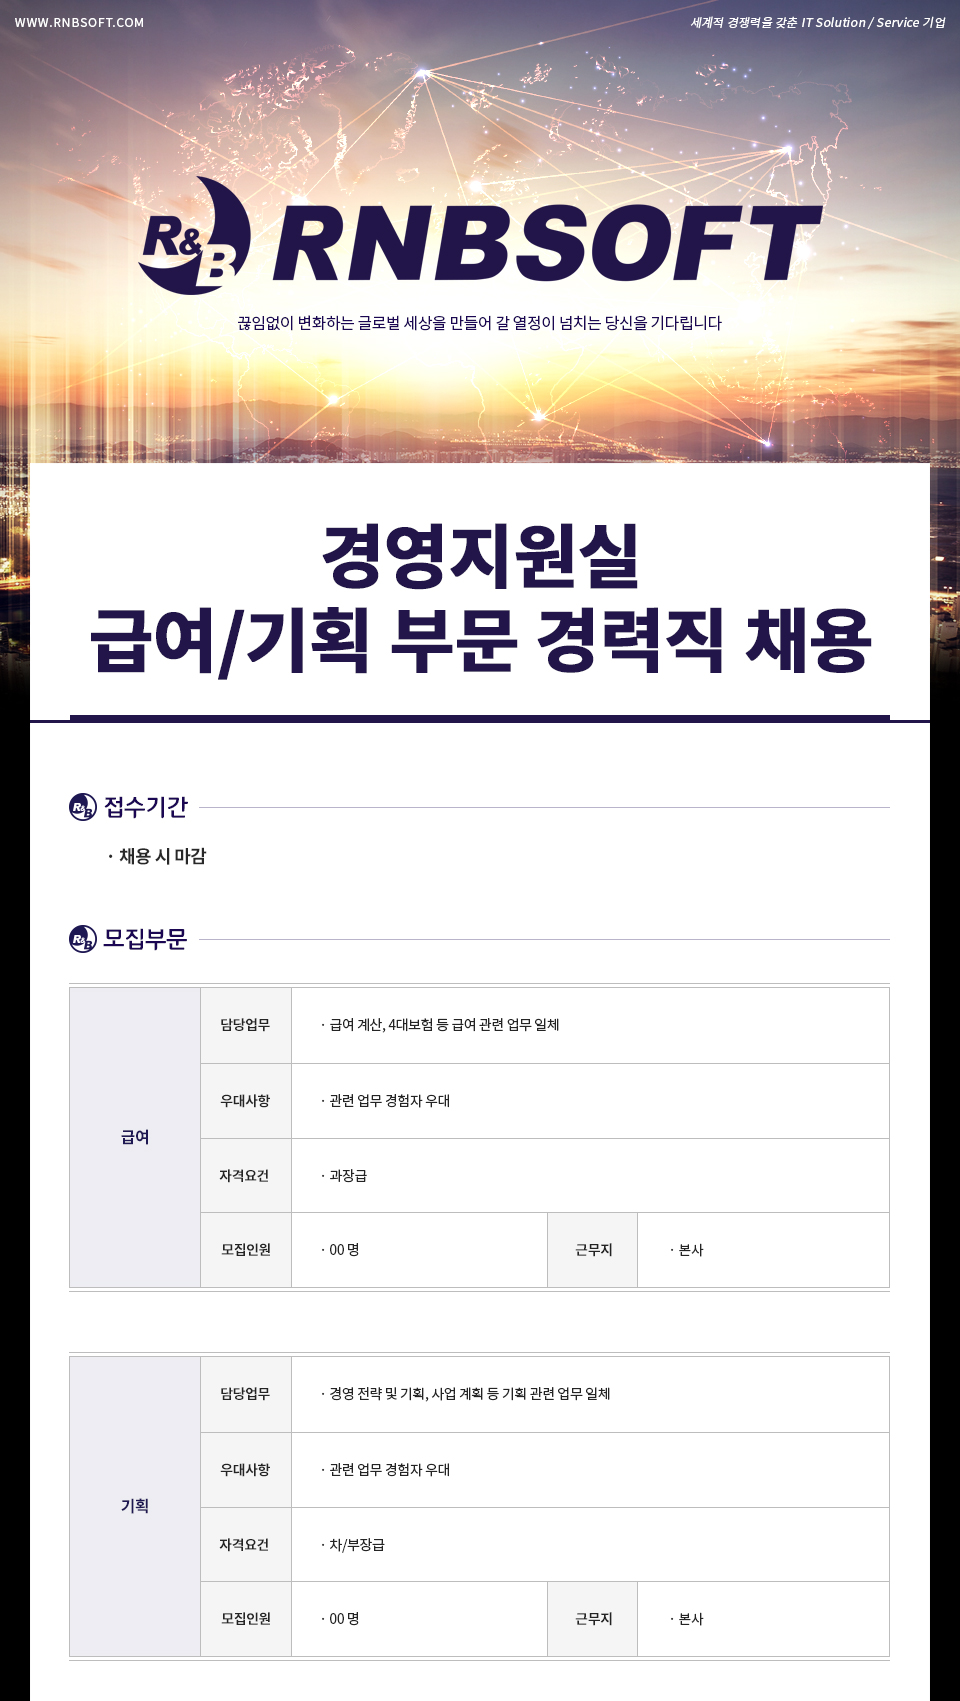 WWW.RNBSOFT.COM
세계적 경쟁력을 갖춘 IT Solution / Service 기업
R&B RNBSOFT
끊임없이 변화하는 글로벌 세상을 만들어 갈 열정이 넘치는 당신을 기다립니다
경영지원실
급여/기획 부문 경력직 채용
R&B 접수기간
· 채용 시 마감
R&B 모집부문
급여
담당업무 · 급여 계산, 4대보험 등 급여 관련 업무 일체
우대사항 · 관련 업무 경험자 우대
자격요건 · 과장급
모집인원 · 00 명 근무지 · 본사
기획
담당업무 · 경영 전략 및 기획, 사업 계획 등 기획 관련 업무 일체
우대사항 · 관련 업무 경험자 우대
자격요건 · 차/부장급
모집인원 · 00 명 근무지 · 본사